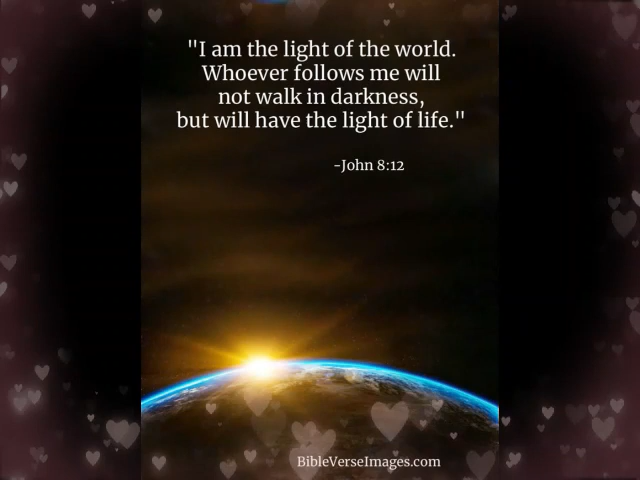 "I am the light of the world.
Whoever follows me will
not walk in darkness,
but will have the light of life."
-John 8:12
BibleVerseImages.com